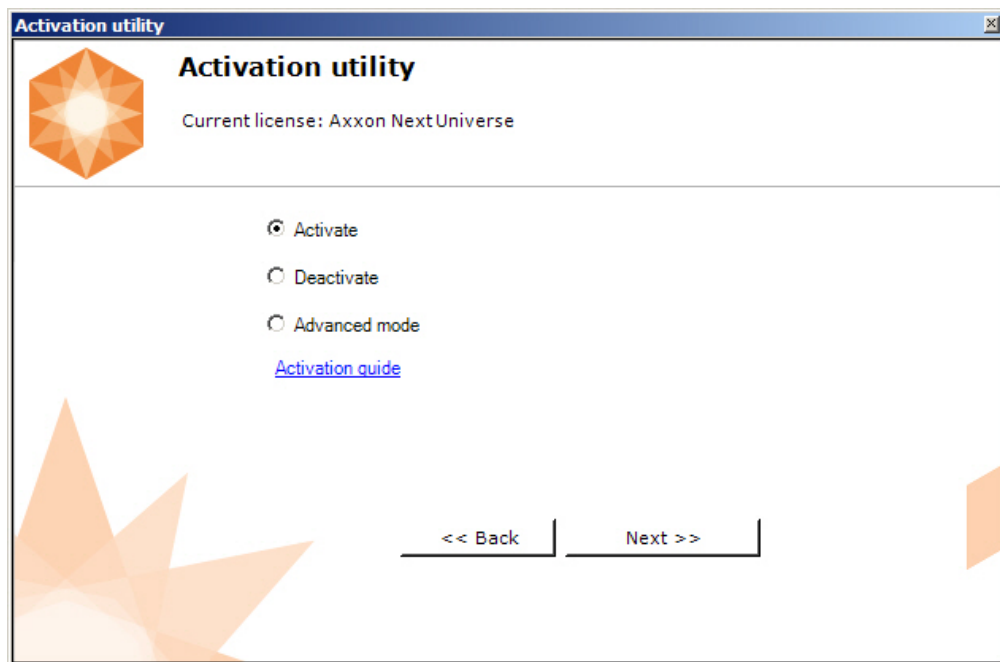 Activation utility
Activation utility
Current license: Axxon Next Universe
Activate
Deactivate
Advanced mode
Activation guide
<< Back
Next >>